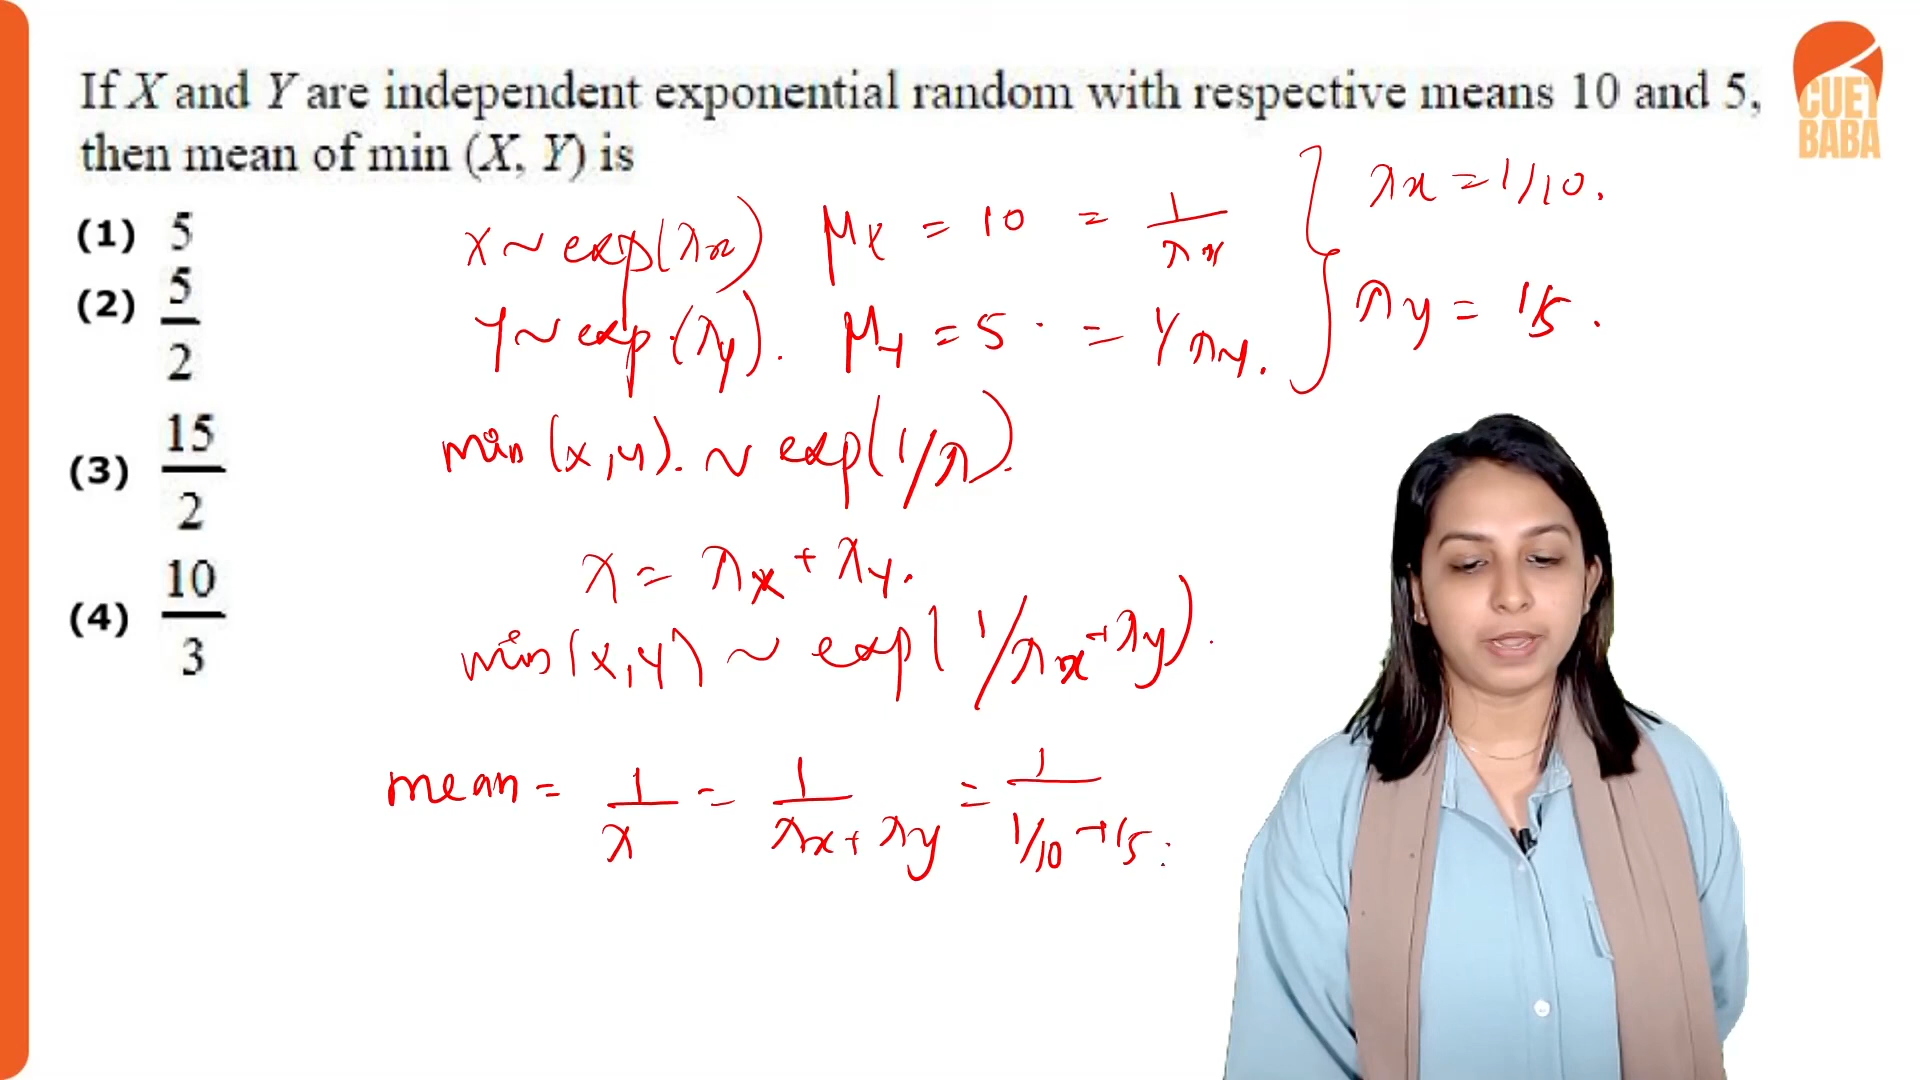 If X and Y are independent exponential random with respective means 10 and 5,
then mean of min (X, Y) is
CUET
BABA
(1) 5
(2) 5/2
(3) 15/2
(4) 10/3
x ~ exp(λx) μx = 10 = 1/λx
λx = 1/10.
y ~ exp(λy). μy = 5 = 1/λy.
λy = 1/5.
min (x,y). ~ exp(1/λ).
λ = λx + λy.
min(x,y) ~ exp( 1/λx+λy).
mean = 1/λ = 1/λx+λy = 1/1/10+1/5.